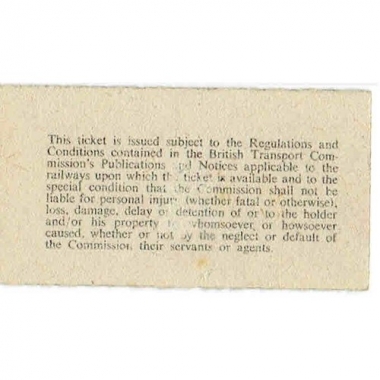 This ticket is issued subject to the Regulations and
Conditions contained in the British Transport Com-
mission's Publications and Notices applicable to the
railways upon which the ticket is available and to the
special condition that the Commission shall not be
liable for personal injury (whether fatal or otherwise),
loss, damage, delay or detention of or to the holder
and/or his property by whomsoever, or howsoever
caused, whether or not by the neglect or default of
the Commission, their servants or agents.